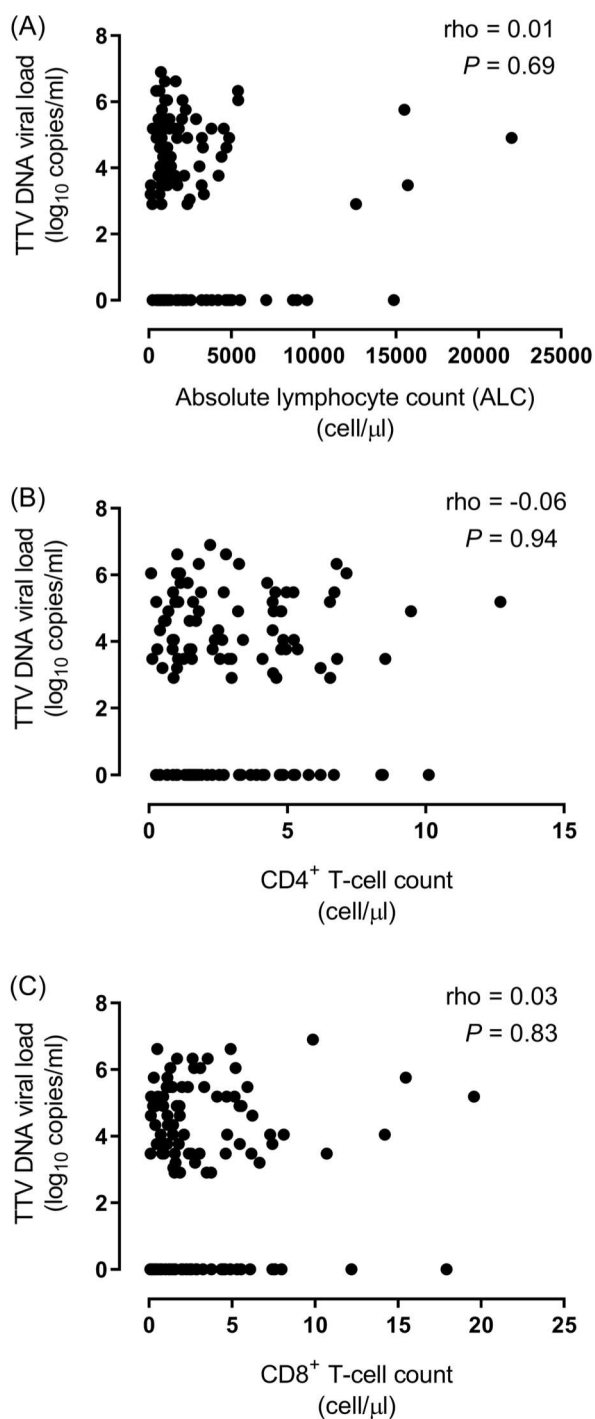 (A)
rho = 0.01
P = 0.69
TTV DNA viral load
(log₁₀ copies/ml)
8
6
4
2
0
0 5000 10000 15000 20000 25000
Absolute lymphocyte count (ALC)
(cell/μl)
(B)
rho = -0.06
P = 0.94
TTV DNA viral load
(log₁₀ copies/ml)
8
6
4
2
0
0 5 10 15
CD4⁺ T-cell count
(cell/μl)
(C)
rho = 0.03
P = 0.83
TTV DNA viral load
(log₁₀ copies/ml)
8
6
4
2
0
0 5 10 15 20 25
CD8⁺ T-cell count
(cell/μl)